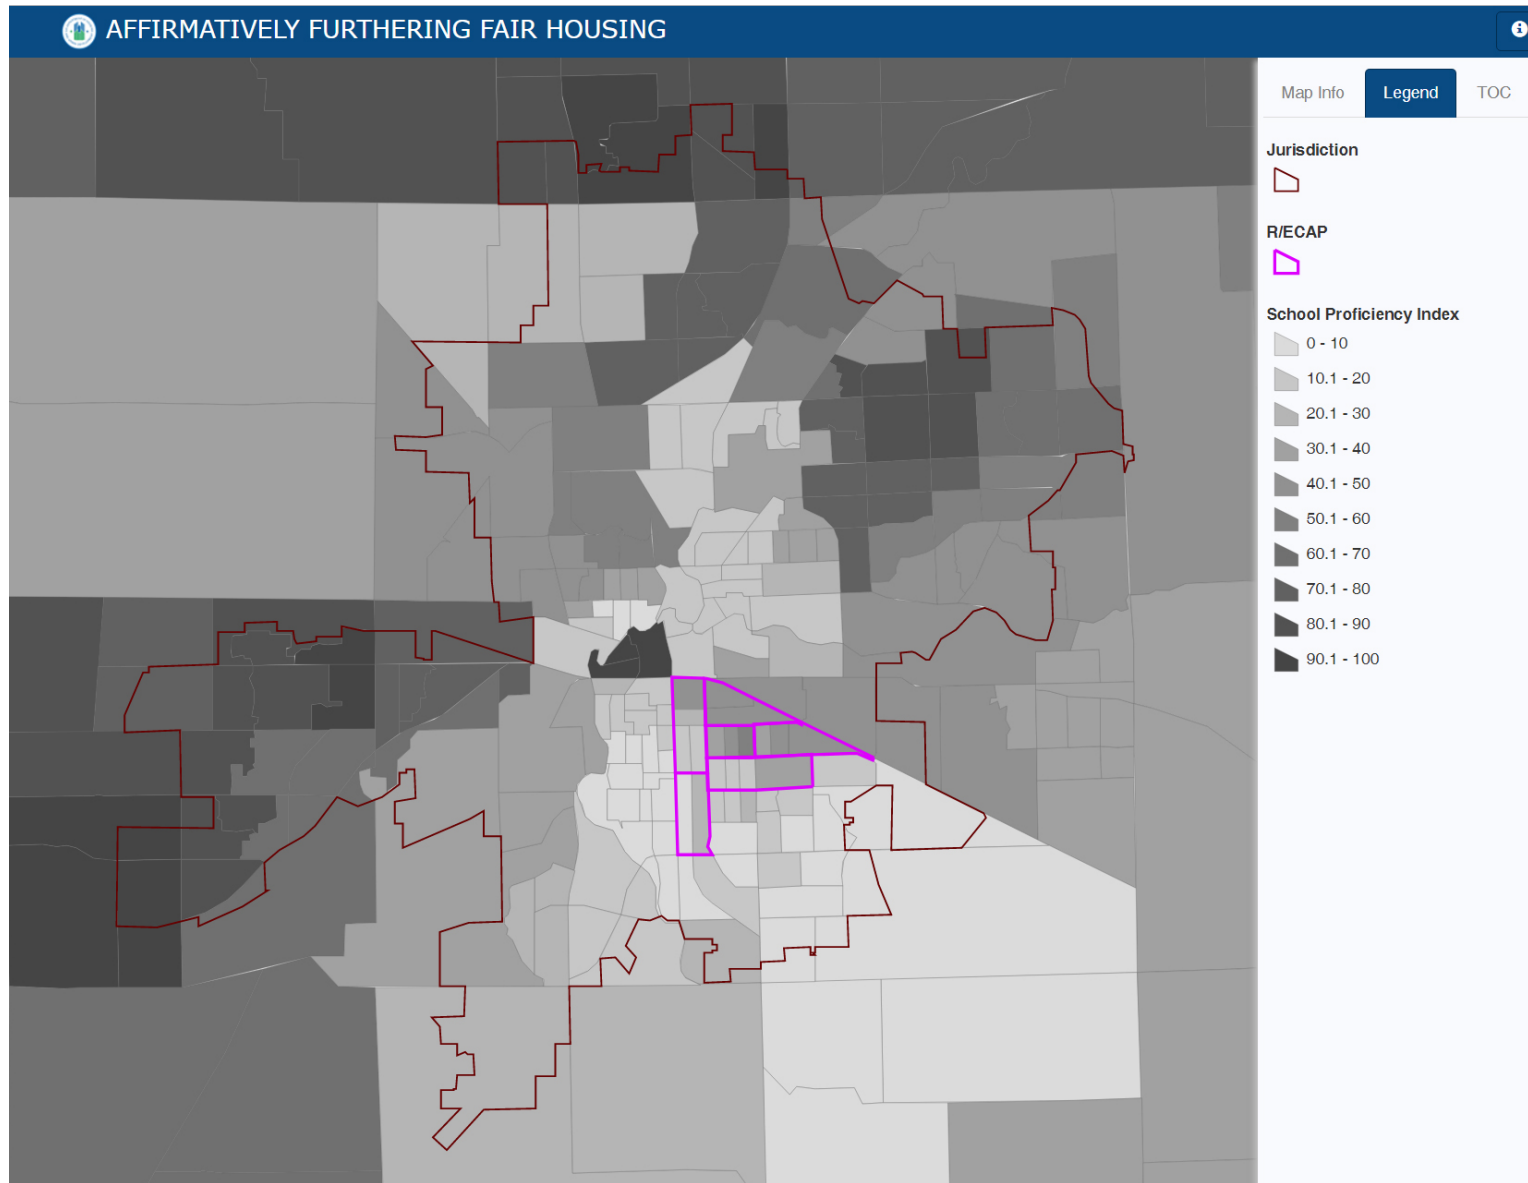 AFFIRMATIVELY FURTHERING FAIR HOUSING
Map Info Legend TOC
Jurisdiction
R/ECAP
School Proficiency Index
0 - 10
10.1 - 20
20.1 - 30
30.1 - 40
40.1 - 50
50.1 - 60
60.1 - 70
70.1 - 80
80.1 - 90
90.1 - 100